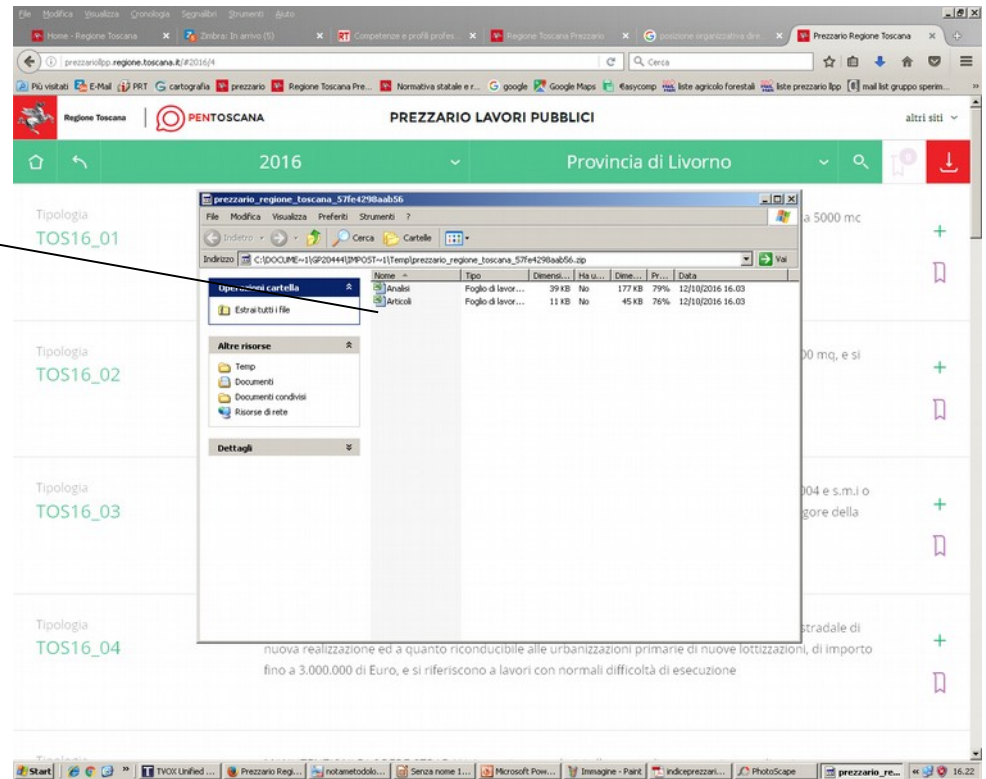 File Modifica Visualizza Cronologia Segnalibri Strumenti Aiuto
Home - Regione Toscana
Zimbra: In arrivo (5)
Competenze e profili profes...
Regione Toscana Prezzario
posizione organizzativa dire...
Prezzario Regione Toscana
prezzariollpp.regione.toscana.it/#2016/4
Cerca
Più visitati E-Mail PRT cartografia prezzario Regione Toscana Pre... Normativa statale e r... google Google Maps €asycomp liste agricolo forestali liste prezzario llpp mail list gruppo sperim...
Regione Toscana
OPENTOSCANA
PREZZARIO LAVORI PUBBLICI
altri siti
2016
Provincia di Livorno
0
prezzario_regione_toscana_57fe4298aab56
File Modifica Visualizza Preferiti Strumenti ?
Indietro Cerca Cartelle
Indirizzo C:\DOCUME~1\GP20444\IMPOST~1\Temp\prezzario_regione_toscana_57fe4298aab56.zip Vai
Nome Tipo Dimensi... Ha u... Dime... Pr... Data
Analisi Foglio di lavor... 39 KB No 177 KB 79% 12/10/2016 16.03
Articoli Foglio di lavor... 11 KB No 45 KB 76% 12/10/2016 16.03
Operazioni cartella
Estrai tutti i file
Altre risorse
Temp
Documenti
Documenti condivisi
Risorse di rete
Dettagli
Tipologia
TOS16_01
a 5000 mc
Tipologia
TOS16_02
00 mq, e si
Tipologia
TOS16_03
004 e s.m.i o
gore della
Tipologia
TOS16_04
stradale di
nuova realizzazione ed a quanto riconducibile alle urbanizzazioni primarie di nuove lottizzazioni, di importo
fino a 3.000.000 di Euro, e si riferiscono a lavori con normali difficoltà di esecuzione
Start TVOX Unified ... Prezzario Regi... notametodolo... Senza nome 1... Microsoft Pow... Immagine - Paint indiceprezzari... PhotoScape prezzario_re... 16.22